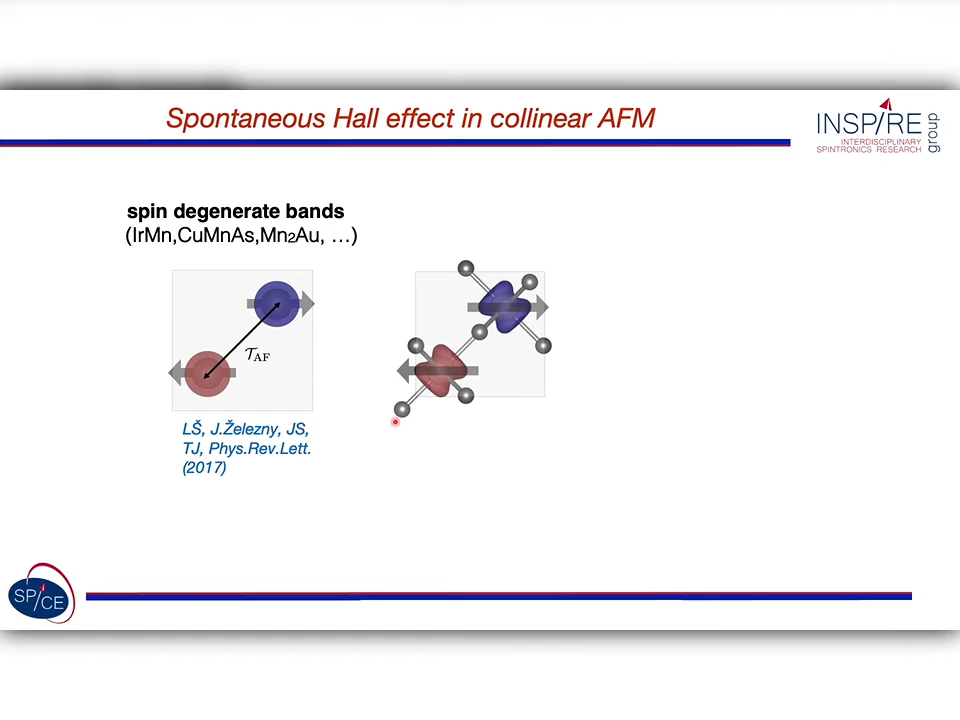 Spontaneous Hall effect in collinear AFM
INSPIRE
group
INTERDISCIPLINARY
SPINTRONICS RESEARCH
spin degenerate bands
(IrMn,CuMnAs,Mn₂Au, …)
𝒯AF
LŠ, J.Železny, JS,
TJ, Phys.Rev.Lett.
(2017)
SPICE